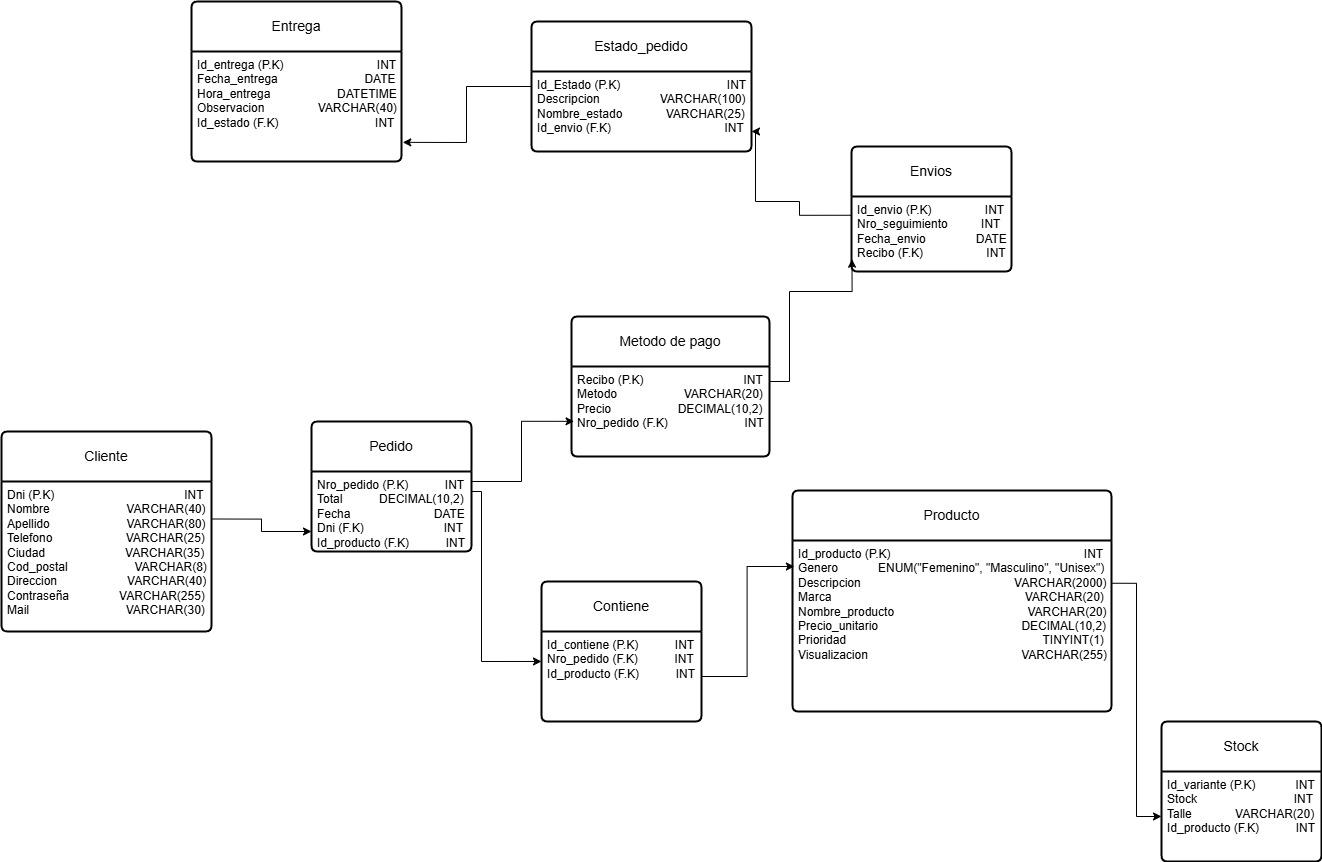 Entrega
Id_entrega (P.K) INT
Fecha_entrega DATE
Hora_entrega DATETIME
Observacion VARCHAR(40)
Id_estado (F.K) INT
Estado_pedido
Id_Estado (P.K) INT
Descripcion VARCHAR(100)
Nombre_estado VARCHAR(25)
Id_envio (F.K) INT
Envios
Id_envio (P.K) INT
Nro_seguimiento INT
Fecha_envio DATE
Recibo (F.K) INT
Metodo de pago
Recibo (P.K) INT
Metodo VARCHAR(20)
Precio DECIMAL(10,2)
Nro_pedido (F.K) INT
Cliente
Dni (P.K) INT
Nombre VARCHAR(40)
Apellido VARCHAR(80)
Telefono VARCHAR(25)
Ciudad VARCHAR(35)
Cod_postal VARCHAR(8)
Direccion VARCHAR(40)
Contraseña VARCHAR(255)
Mail VARCHAR(30)
Pedido
Nro_pedido (P.K) INT
Total DECIMAL(10,2)
Fecha DATE
Dni (F.K) INT
Id_producto (F.K) INT
Contiene
Id_contiene (P.K) INT
Nro_pedido (F.K) INT
Id_producto (F.K) INT
Producto
Id_producto (P.K) INT
Genero ENUM("Femenino", "Masculino", "Unisex")
Descripcion VARCHAR(2000)
Marca VARCHAR(20)
Nombre_producto VARCHAR(20)
Precio_unitario DECIMAL(10,2)
Prioridad TINYINT(1)
Visualizacion VARCHAR(255)
Stock
Id_variante (P.K) INT
Stock INT
Talle VARCHAR(20)
Id_producto (F.K) INT